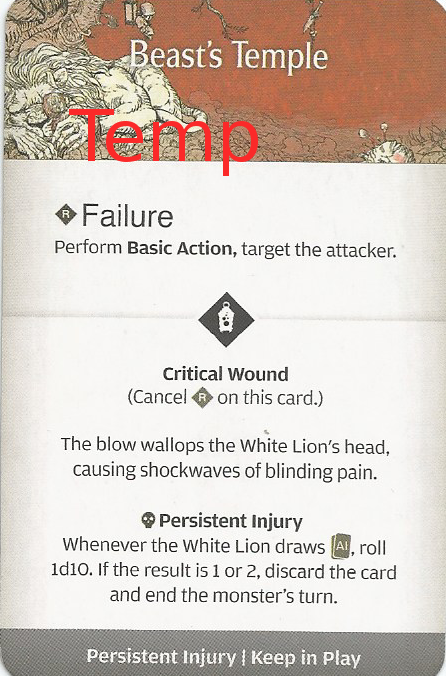 Beast's Temple
Temp
R Failure
Perform Basic Action, target the attacker.
Critical Wound
(Cancel R on this card.)
The blow wallops the White Lion's head,
causing shockwaves of blinding pain.
Persistent Injury
Whenever the White Lion draws AI, roll
1d10. If the result is 1 or 2, discard the card
and end the monster's turn.
Persistent Injury | Keep in Play